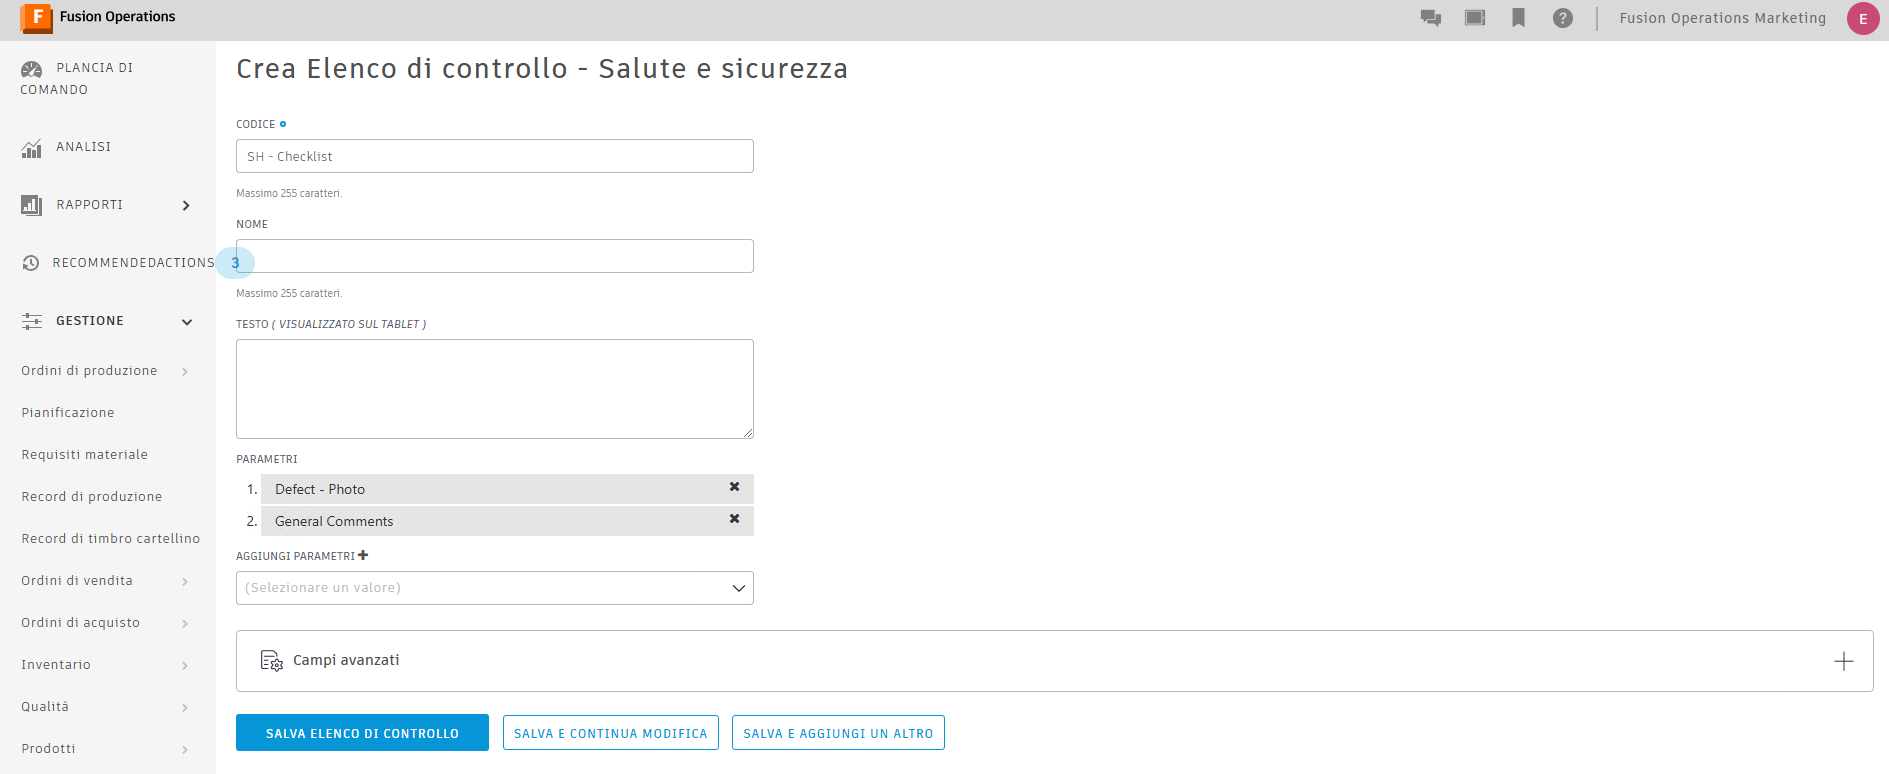 F Fusion Operations
Fusion Operations Marketing E
PLANCIA DI
COMANDO
ANALISI
RAPPORTI
RECOMMENDEDACTIONS 3
GESTIONE
Ordini di produzione
Pianificazione
Requisiti materiale
Record di produzione
Record di timbro cartellino
Ordini di vendita
Ordini di acquisto
Inventario
Qualità
Prodotti
Crea Elenco di controllo - Salute e sicurezza
CODICE
SH - Checklist
Massimo 255 caratteri.
NOME
Massimo 255 caratteri.
TESTO ( VISUALIZZATO SUL TABLET )
PARAMETRI
1. Defect - Photo
2. General Comments
AGGIUNGI PARAMETRI
(Selezionare un valore)
Campi avanzati
SALVA ELENCO DI CONTROLLO SALVA E CONTINUA MODIFICA SALVA E AGGIUNGI UN ALTRO